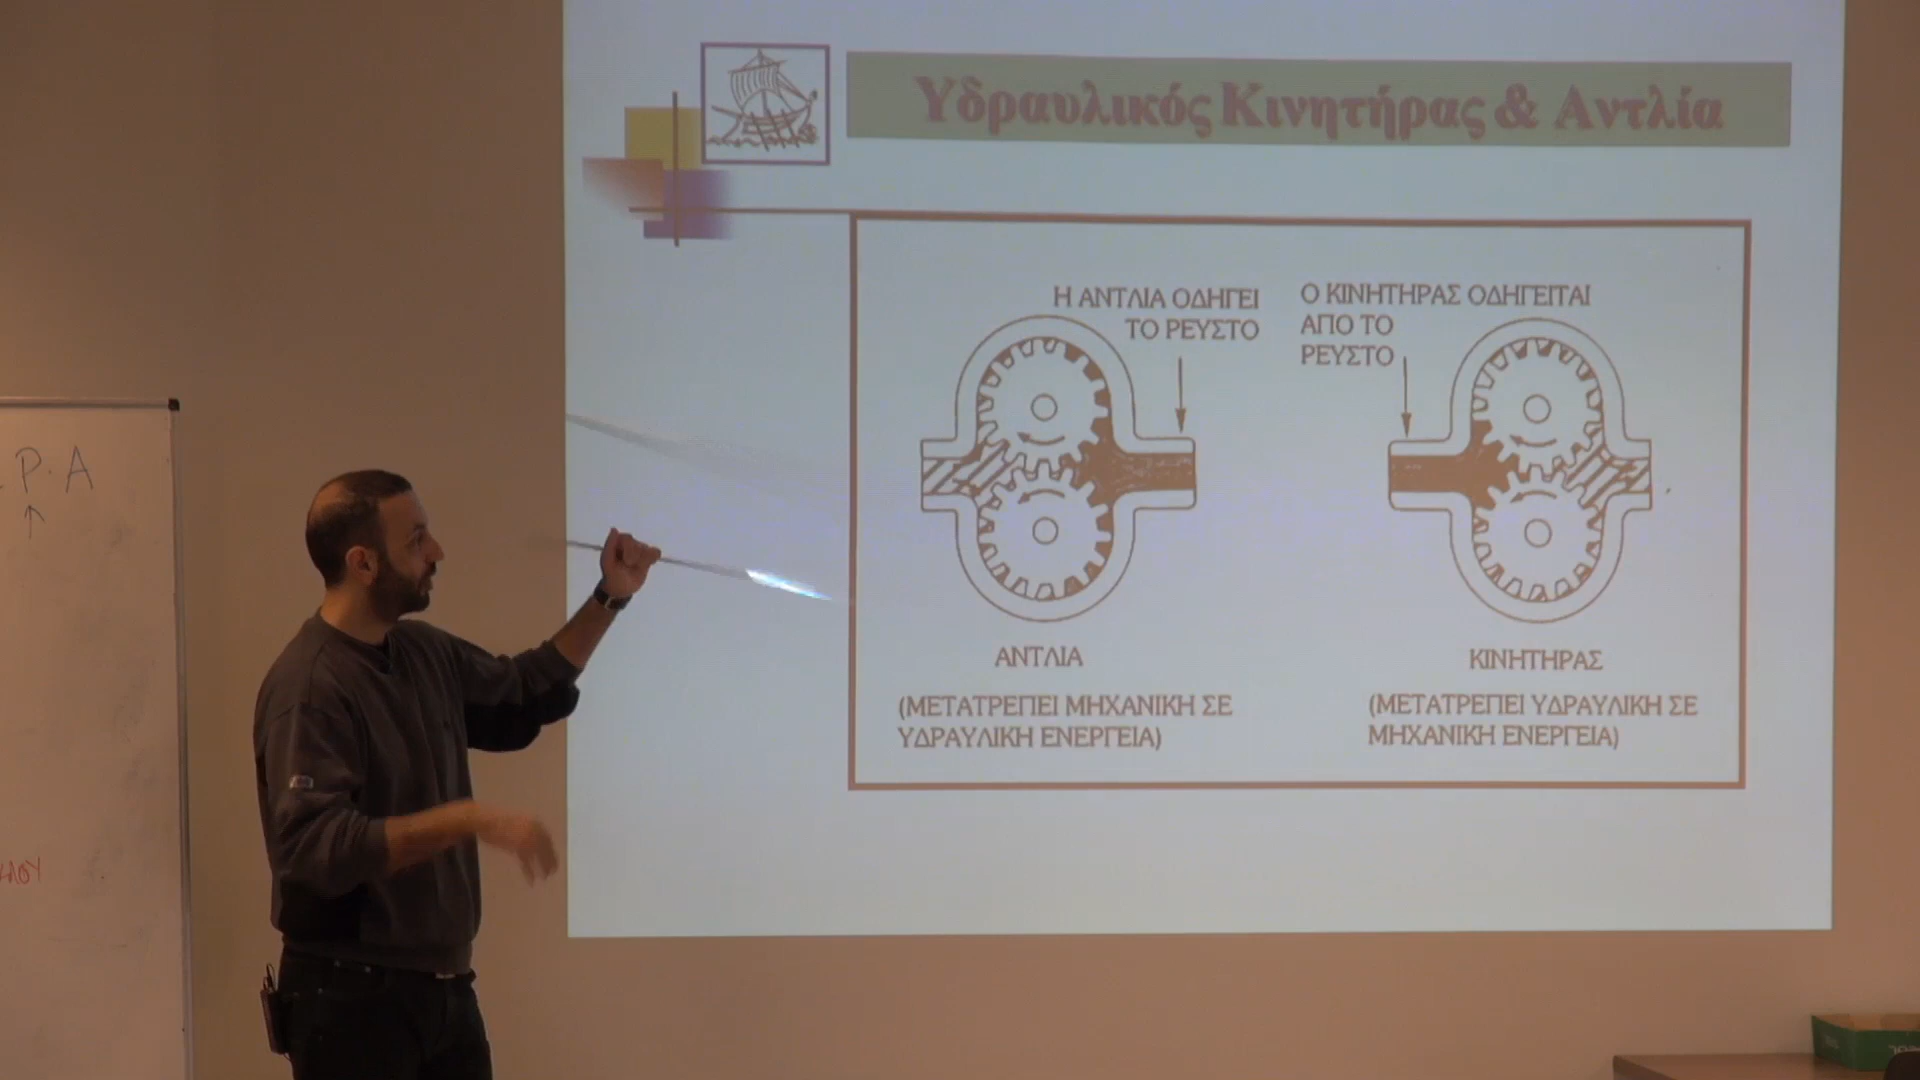 Υδραυλικός Κινητήρας & Αντλία
Η ΑΝΤΛΙΑ ΟΔΗΓΕΙ
ΤΟ ΡΕΥΣΤΟ
Ο ΚΙΝΗΤΗΡΑΣ ΟΔΗΓΕΙΤΑΙ
ΑΠΟ ΤΟ
ΡΕΥΣΤΟ
ΑΝΤΛΙΑ
(ΜΕΤΑΤΡΕΠΕΙ ΜΗΧΑΝΙΚΗ ΣΕ
ΥΔΡΑΥΛΙΚΗ ΕΝΕΡΓΕΙΑ)
ΚΙΝΗΤΗΡΑΣ
(ΜΕΤΑΤΡΕΠΕΙ ΥΔΡΑΥΛΙΚΗ ΣΕ
ΜΗΧΑΝΙΚΗ ΕΝΕΡΓΕΙΑ)
P·A